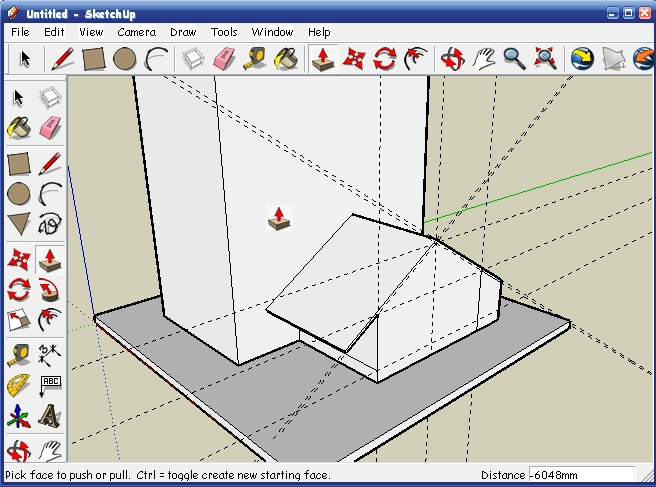 Untitled - SketchUp
File Edit View Camera Draw Tools Window Help
ABC
A
Pick face to push or pull. Ctrl = toggle create new starting face. Distance -6048mm